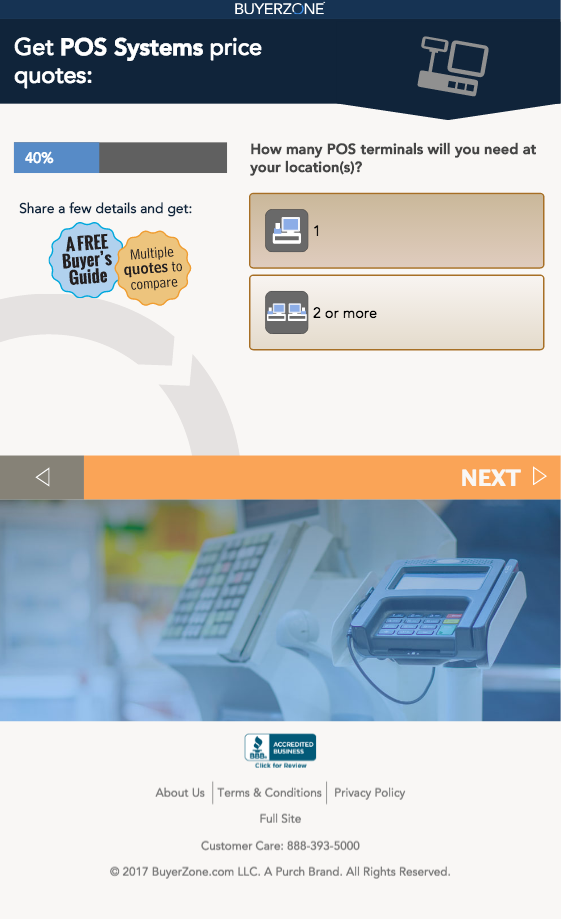 BUYERZONE
Get POS Systems price
quotes:
40%
How many POS terminals will you need at
your location(s)?
Share a few details and get:
A FREE
Buyer's
Guide
Multiple
quotes to
compare
1
2 or more
NEXT
BBB.
ACCREDITED
BUSINESS
Click for Review
About Us | Terms & Conditions | Privacy Policy
Full Site
Customer Care: 888-393-5000
© 2017 BuyerZone.com LLC. A Purch Brand. All Rights Reserved.